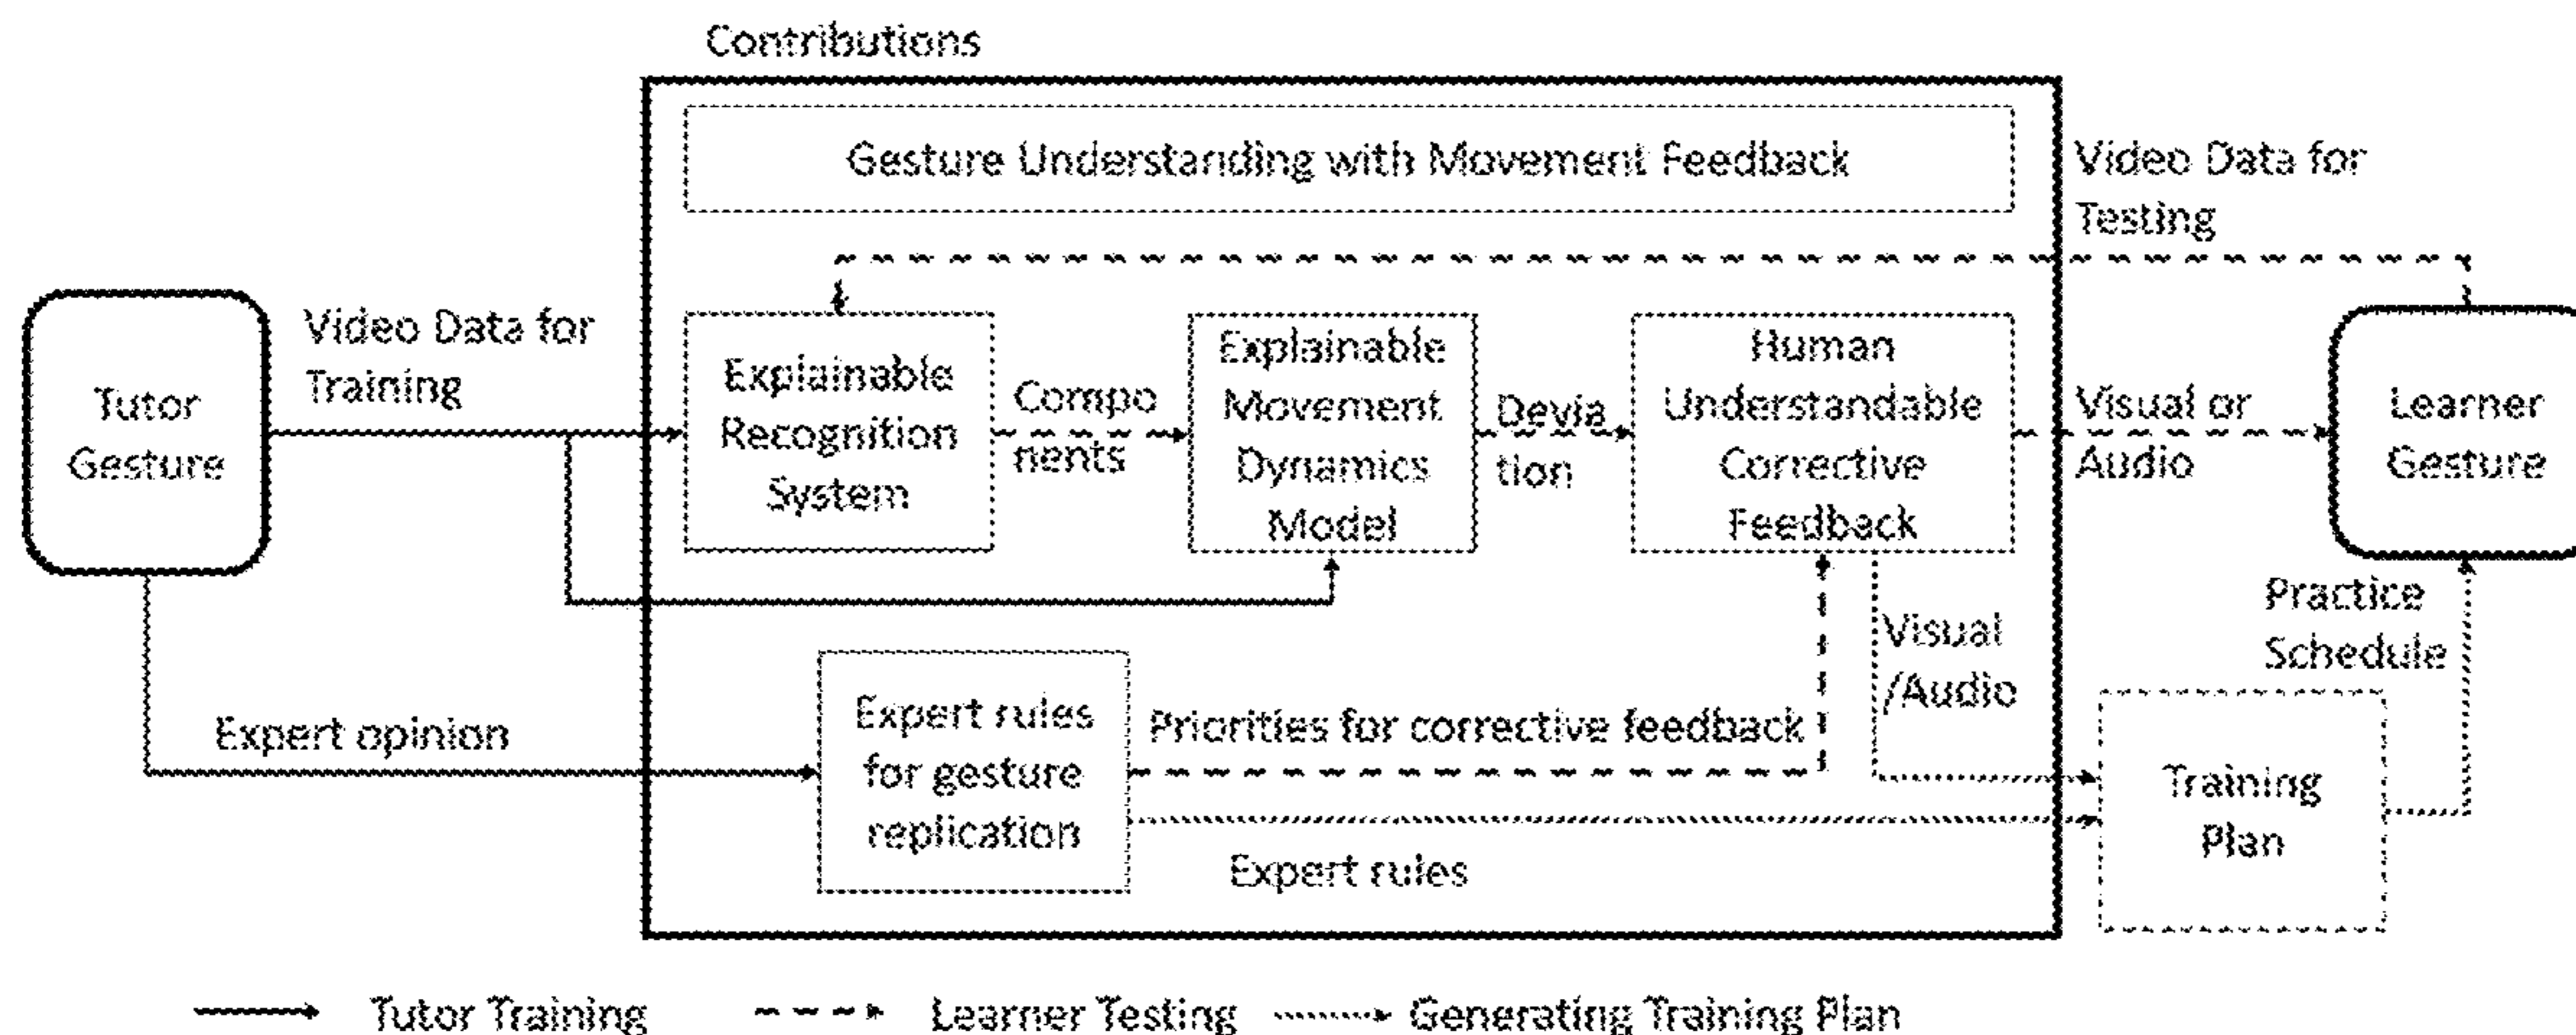 Contributions
Gesture Understanding with Movement Feedback
Video Data for
Testing
Tutor
Gesture
Video Data for
Training
Explainable
Recognition
System
Compo
nents
Explainable
Movement
Dynamics
Model
Devia
tion
Human
Understandable
Corrective
Feedback
Visual or
Audio
Learner
Gesture
Expert opinion
Expert rules
for gesture
replication
Priorities for corrective feedback
Visual
/Audio
Practice
Schedule
Expert rules
Training
Plan
Tutor Training
Learner Testing
Generating Training Plan